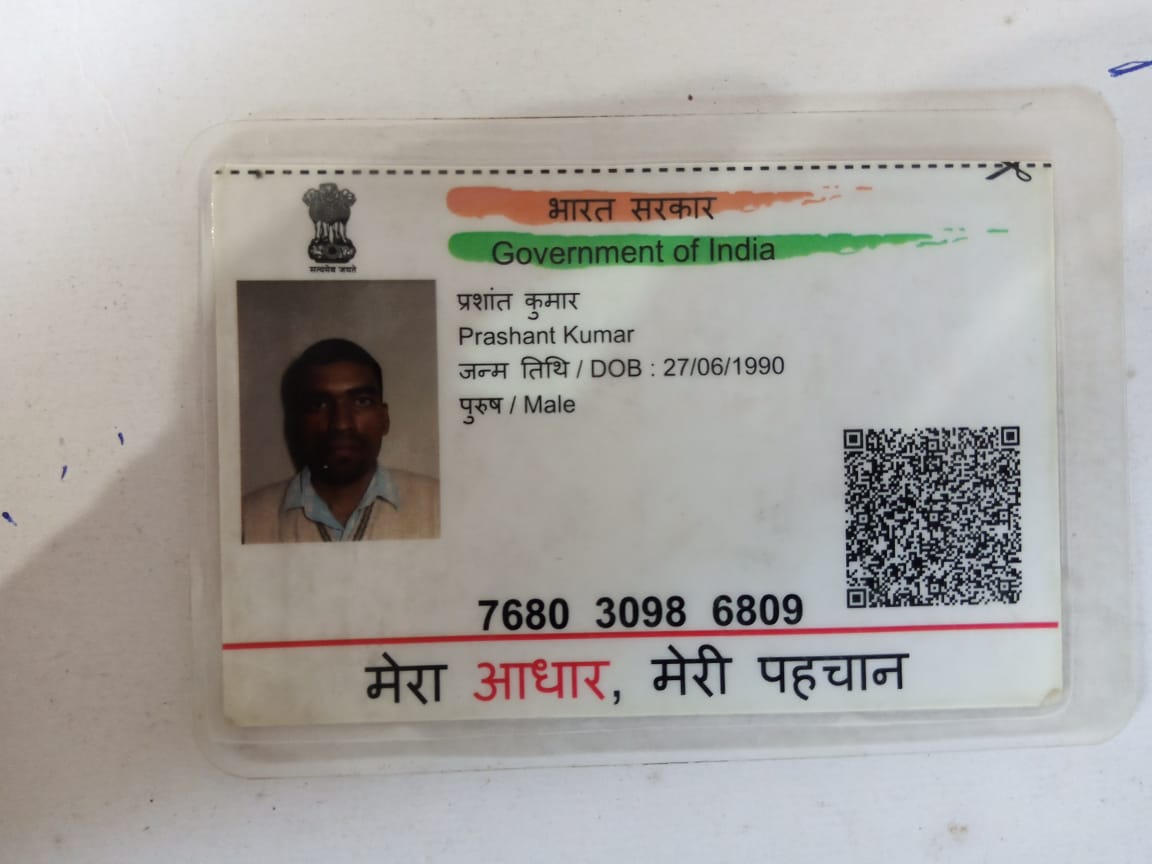 भारत सरकार
Government of India
सत्यमेव जयते
प्रशांत कुमार
Prashant Kumar
जन्म तिथि / DOB : 27/06/1990
पुरुष / Male
7680 3098 6809
मेरा आधार, मेरी पहचान